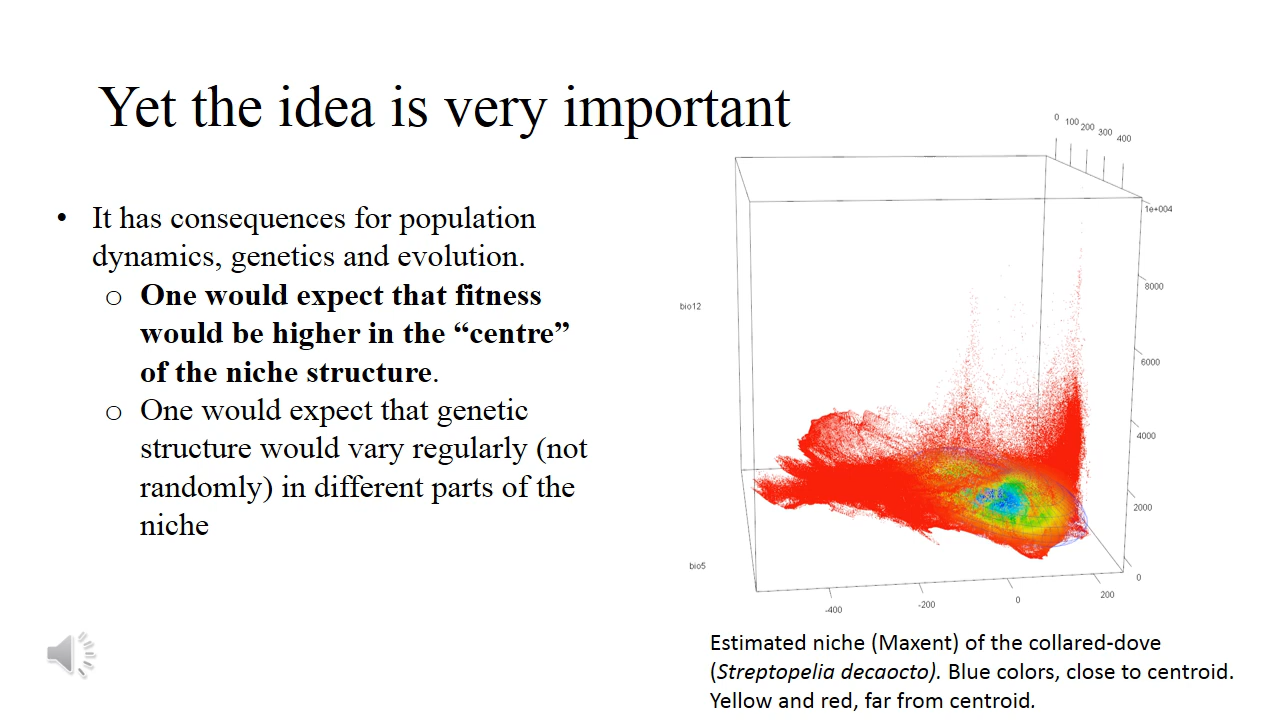 Yet the idea is very important
• It has consequences for population
dynamics, genetics and evolution.
o One would expect that fitness
would be higher in the “centre”
of the niche structure.
o One would expect that genetic
structure would vary regularly (not
randomly) in different parts of the
niche
0 100 200 300 400
1e+004
8000
bio12
6000
4000
2000
0
bio5
-400 -200 0 200
Estimated niche (Maxent) of the collared-dove
(Streptopelia decaocto). Blue colors, close to centroid.
Yellow and red, far from centroid.